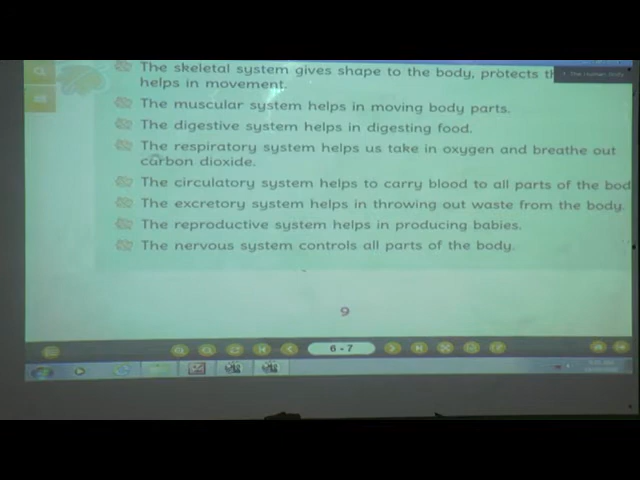 The skeletal system gives shape to the body, protects th
helps in movement.
The muscular system helps in moving body parts.
The digestive system helps in digesting food.
The respiratory system helps us take in oxygen and breathe out
carbon dioxide.
The circulatory system helps to carry blood to all parts of the bod
The excretory system helps in throwing out waste from the body.
The reproductive system helps in producing babies.
The nervous system controls all parts of the body.
9
6 - 7